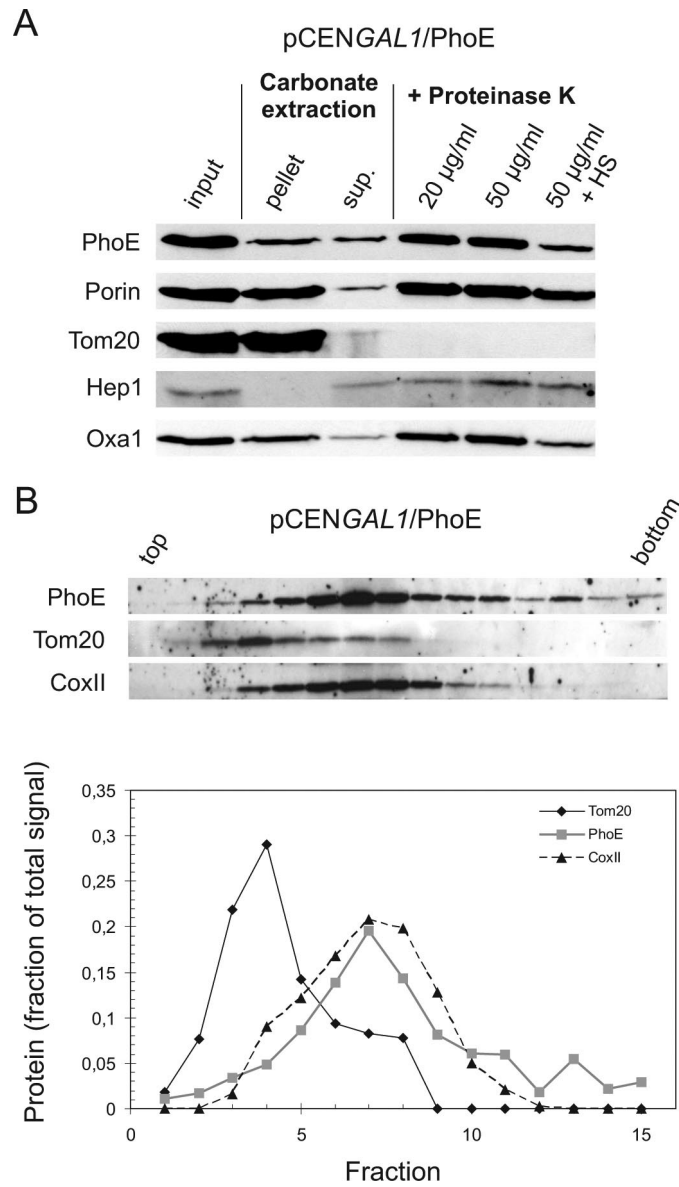 A
pCENGAL1/PhoE
Carbonate
extraction
+ Proteinase K
input
pellet
sup.
20 µg/ml
50 µg/ml
50 µg/ml
+ HS
PhoE
Porin
Tom20
Hep1
Oxa1
B
pCENGAL1/PhoE
top
bottom
PhoE
Tom20
CoxII
0,35
0,3
0,25
0,2
0,15
0,1
0,05
0
Protein (fraction of total signal)
Tom20
PhoE
CoxII
0 5 10 15
Fraction